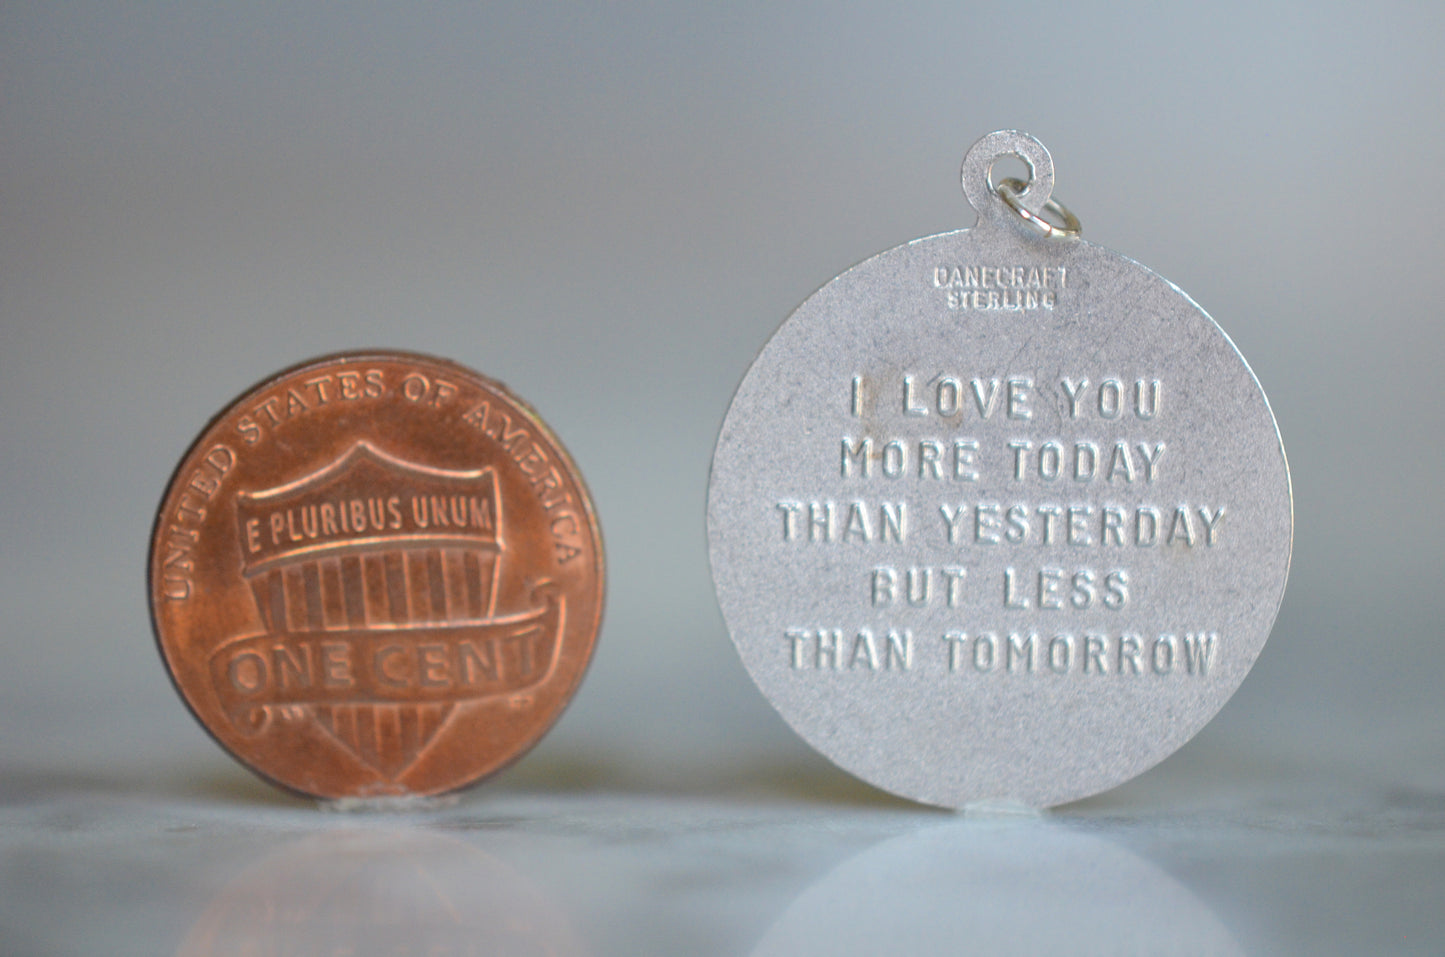 UNITED STATES OF AMERICA
E PLURIBUS UNUM
ONE CENT
DANECRAFT
STERLING
I LOVE YOU
MORE TODAY
THAN YESTERDAY
BUT LESS
THAN TOMORROW